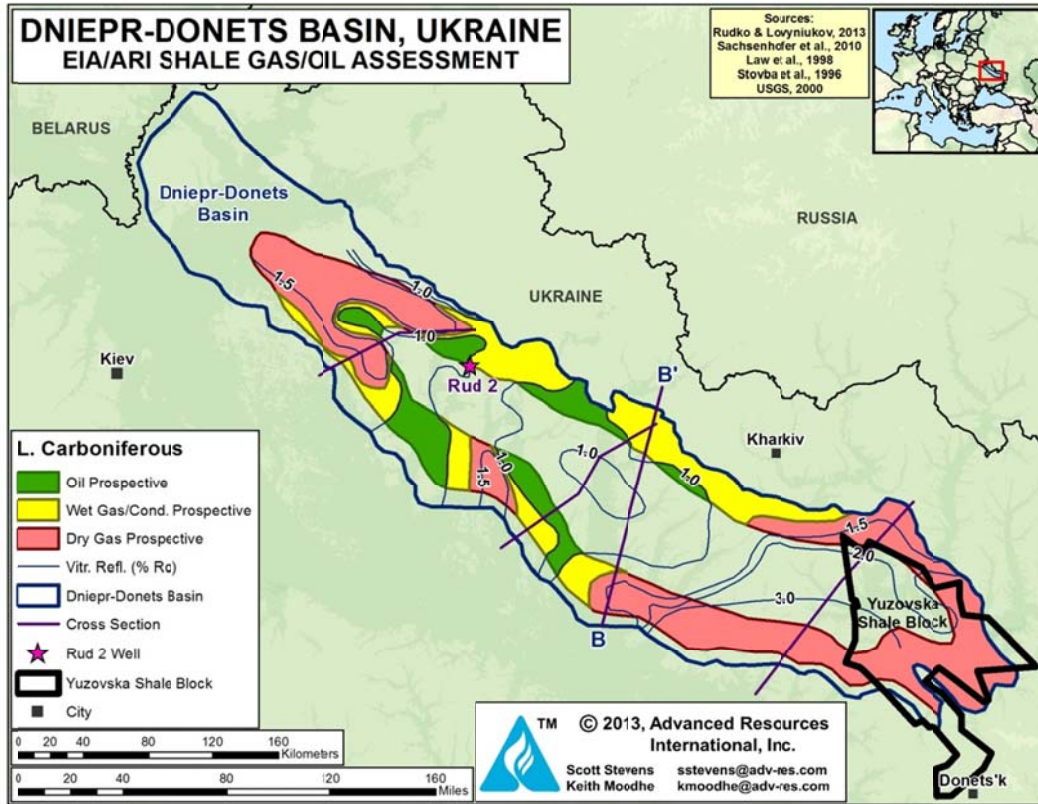 DNIEPR-DONETS BASIN, UKRAINE
EIA/ARI SHALE GAS/OIL ASSESSMENT
Sources:
Rudko & Lovyniukov, 2013
Sachsenhofer et al., 2010
Law et al., 1998
Stovba et al., 1996
USGS, 2000
BELARUS
Dniepr-Donets
Basin
RUSSIA
UKRAINE
1.5
1.0
1.0
Kiev
Rud 2
B'
Kharkiv
1.0
1.0
1.5
1.0
1.5
2.0
3.0
Yuzovska
Shale Block
B
L. Carboniferous
Oil Prospective
Wet Gas/Cond. Prospective
Dry Gas Prospective
Vitr. Refl. (% Ro)
Dniepr-Donets Basin
Cross Section
Rud 2 Well
Yuzovska Shale Block
City
0 20 40 80 120 160
Kilometers
0 20 40 80 120 160
Miles
TM
© 2013, Advanced Resources
International, Inc.
Scott Stevens sstevens@adv-res.com
Keith Moodhe kmoodhe@adv-res.com
Donets'k